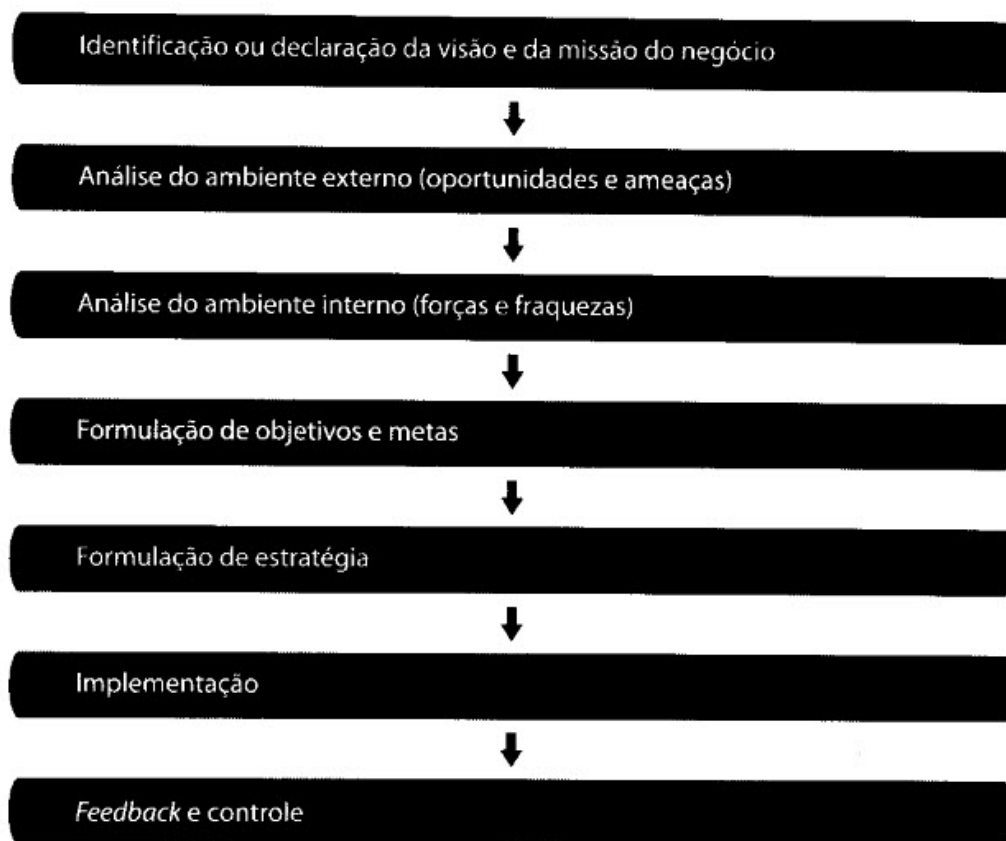 Identificação ou declaração da visão e da missão do negócio
Análise do ambiente externo (oportunidades e ameaças)
Análise do ambiente interno (forças e fraquezas)
Formulação de objetivos e metas
Formulação de estratégia
Implementação
Feedback e controle